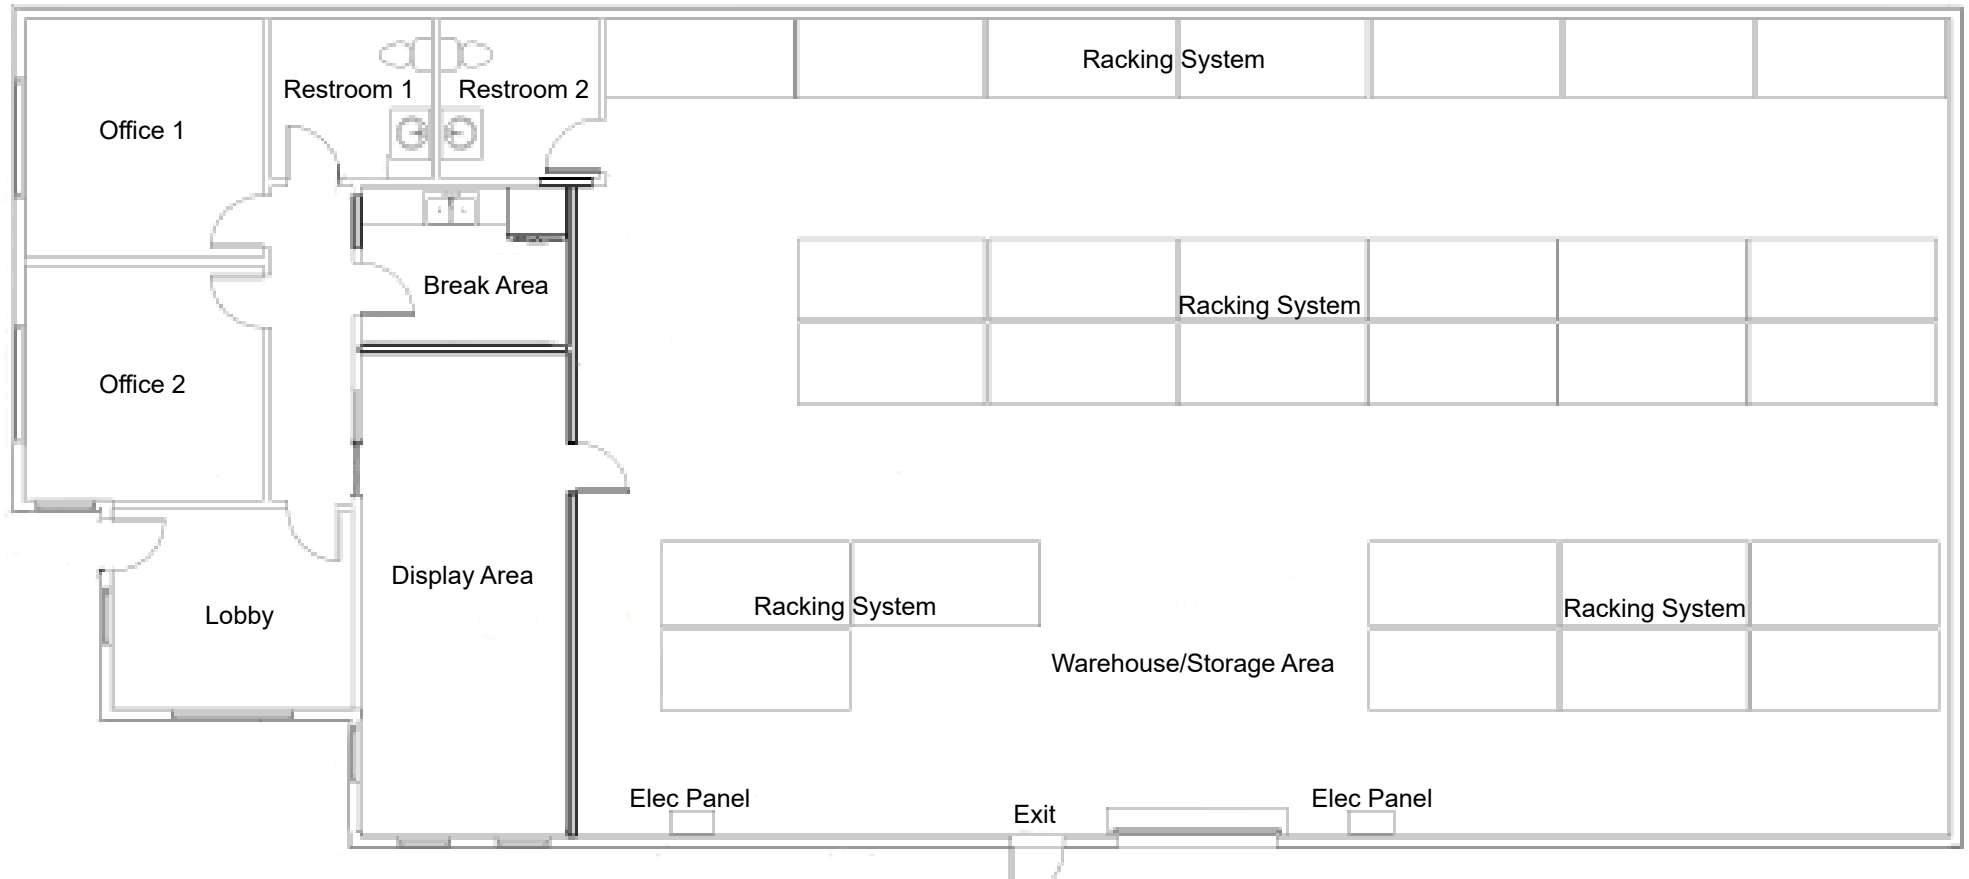 Racking System
Restroom 1
Restroom 2
Office 1
Break Area
Racking System
Office 2
Display Area
Lobby
Racking System
Racking System
Warehouse/Storage Area
Elec Panel
Exit
Elec Panel